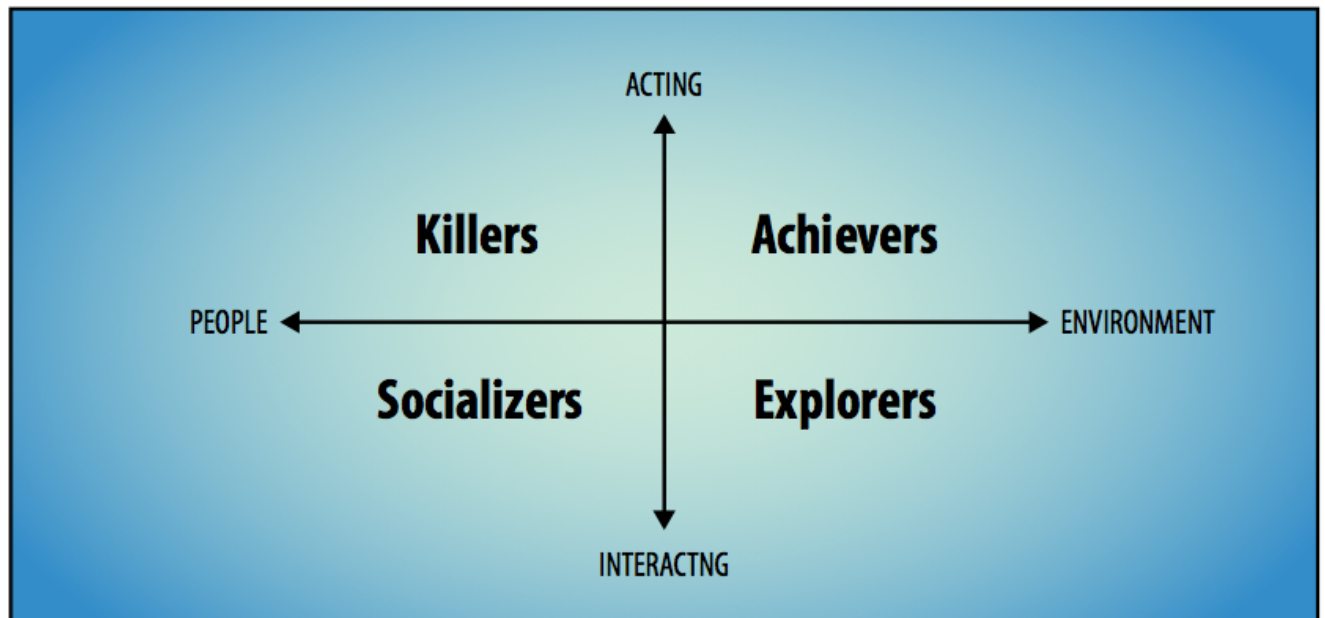 ACTING
Killers Achievers
PEOPLE ENVIRONMENT
Socializers Explorers
INTERACTNG